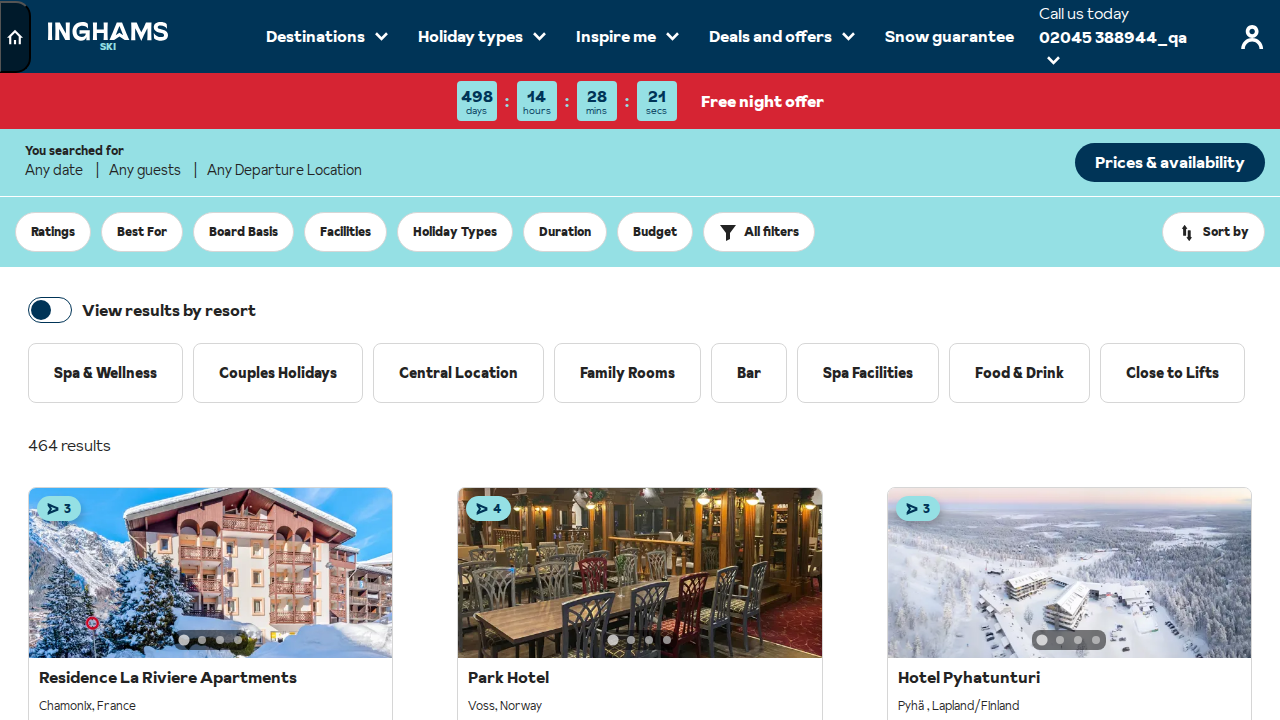 INGHAMS
SKI
Destinations
Holiday types
Inspire me
Deals and offers
Snow guarantee
Call us today
02045 388944_qa
498 days : 14 hours : 28 mins : 21 secs
Free night offer
You searched for
Any date | Any guests | Any Departure Location
Prices & availability
Ratings
Best For
Board Basis
Facilities
Holiday Types
Duration
Budget
All filters
Sort by
View results by resort
Spa & Wellness
Couples Holidays
Central Location
Family Rooms
Bar
Spa Facilities
Food & Drink
Close to Lifts
464 results
3
4
3
Residence La Riviere Apartments
Chamonix, France
Park Hotel
Voss, Norway
Hotel Pyhatunturi
Pyhä , Lapland/Finland